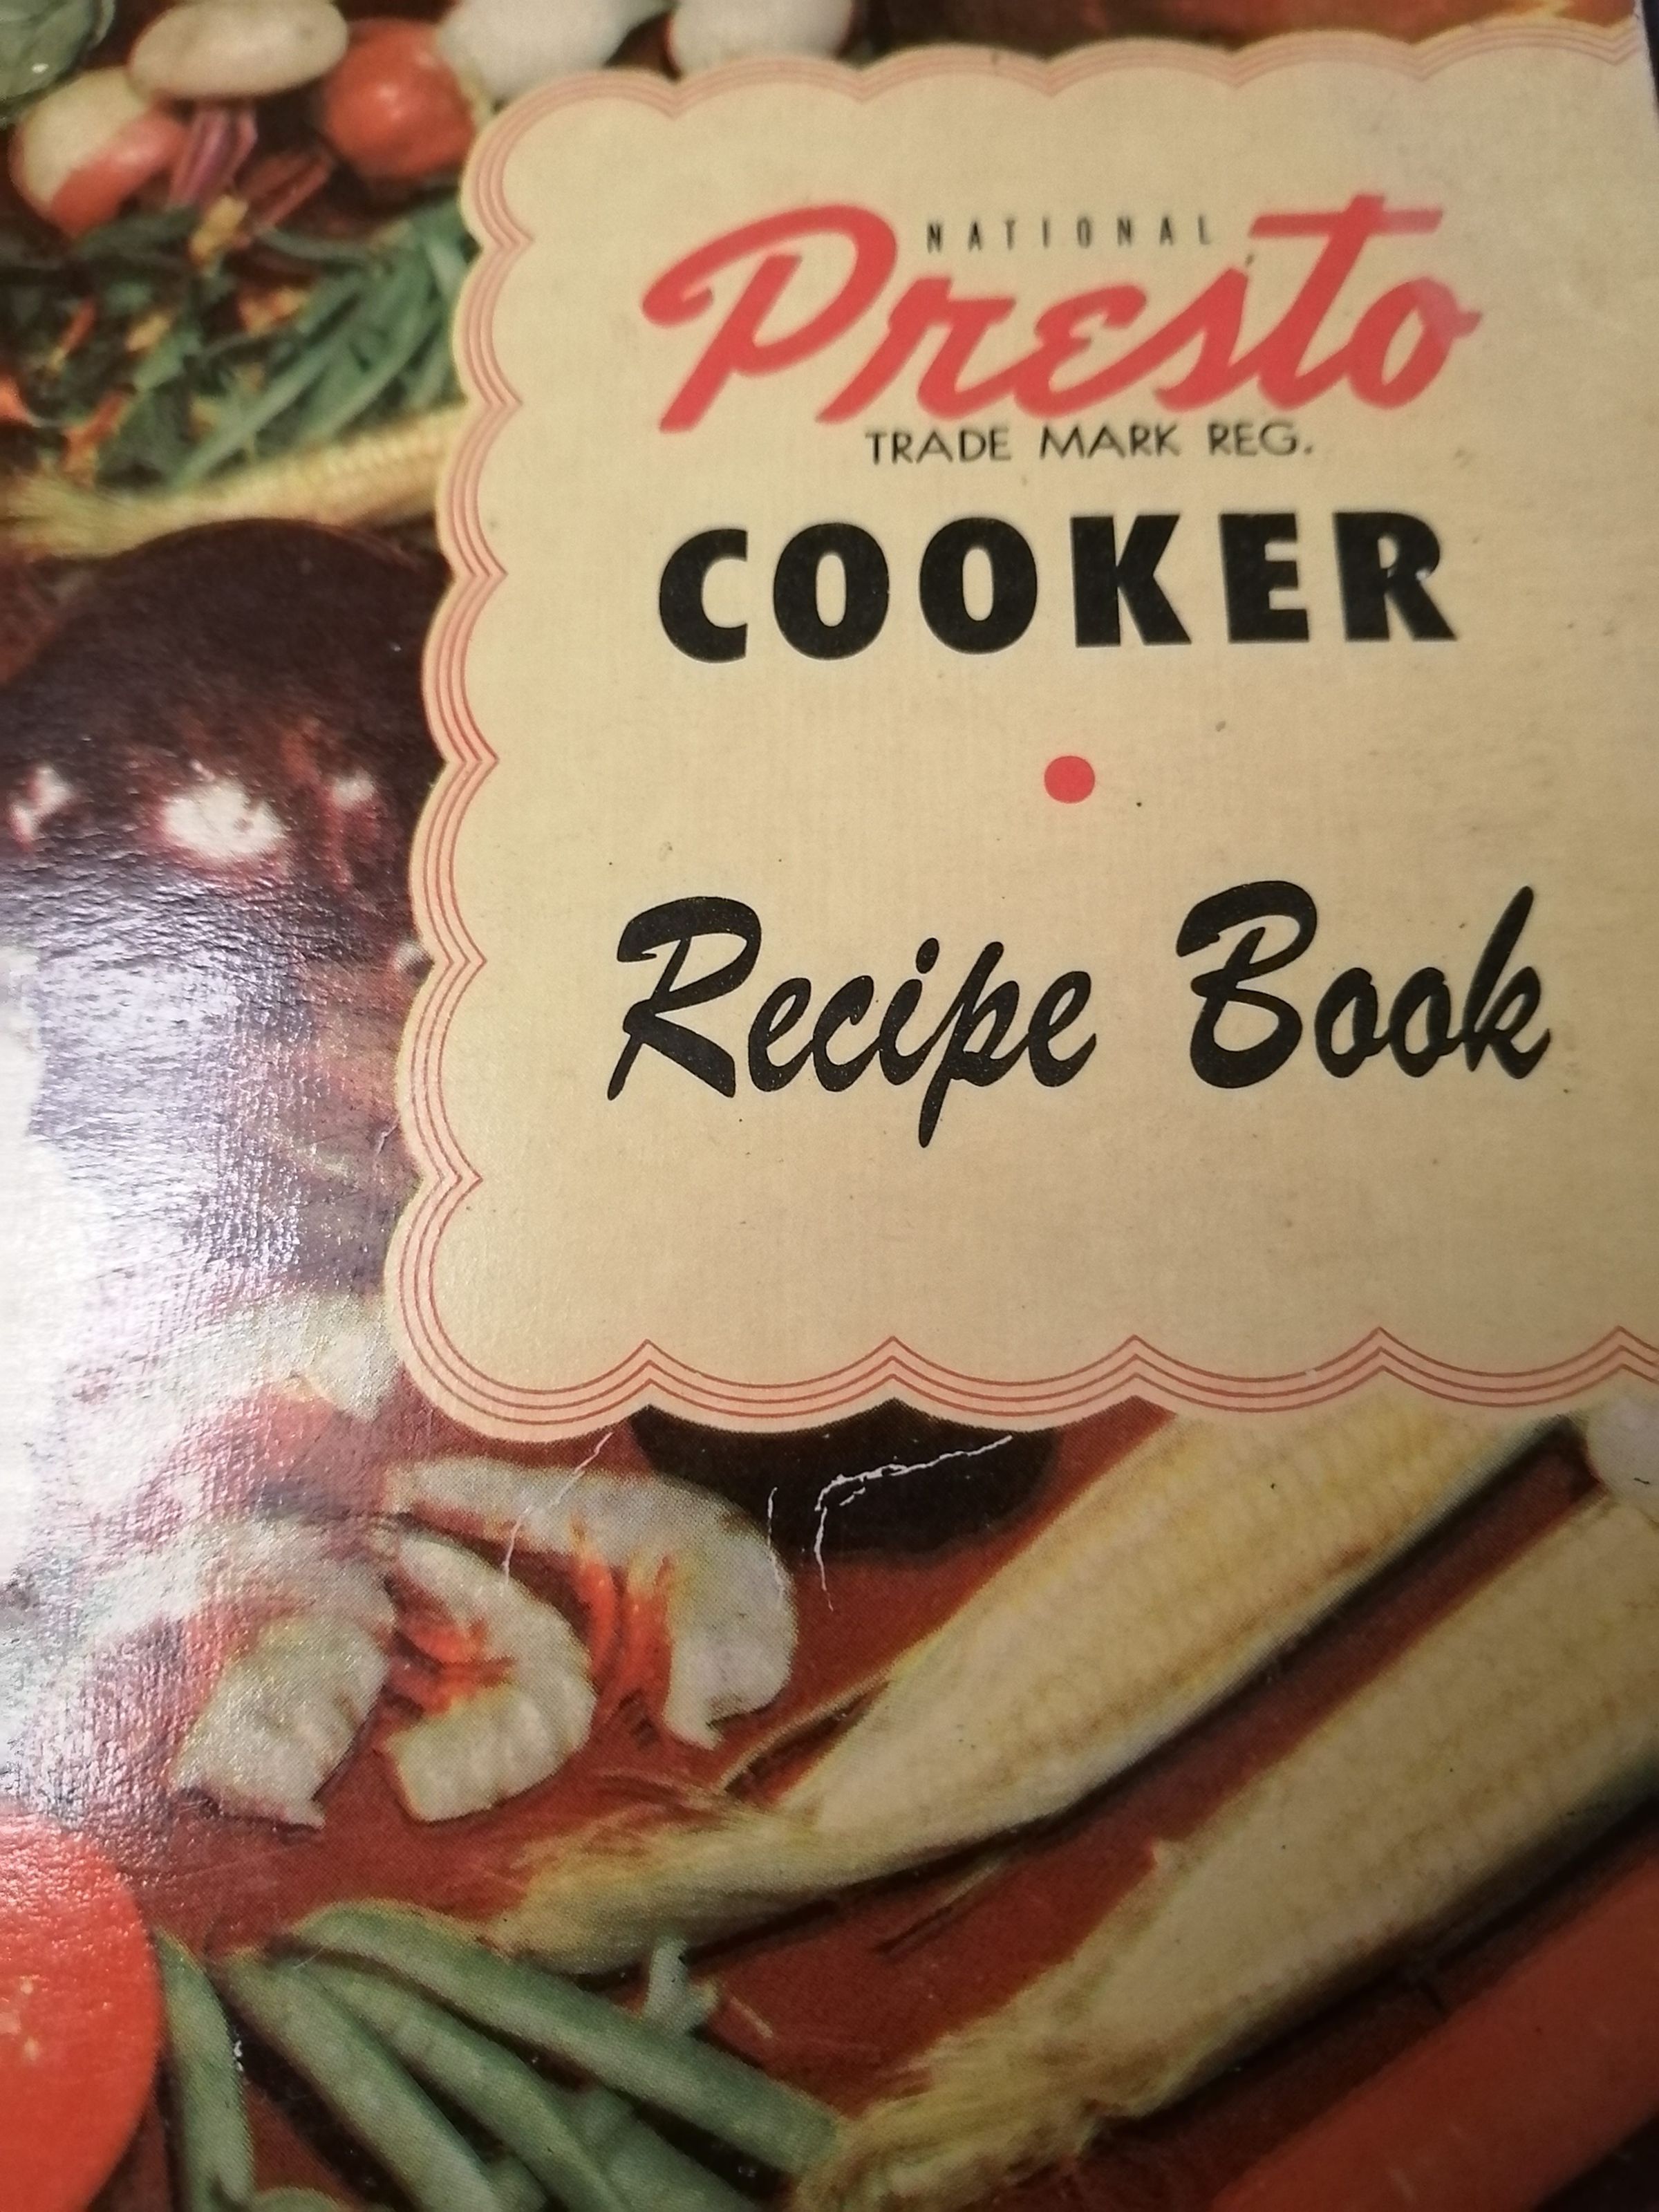 NATIONAL
Presto
TRADE MARK REG.
COOKER
Recipe Book